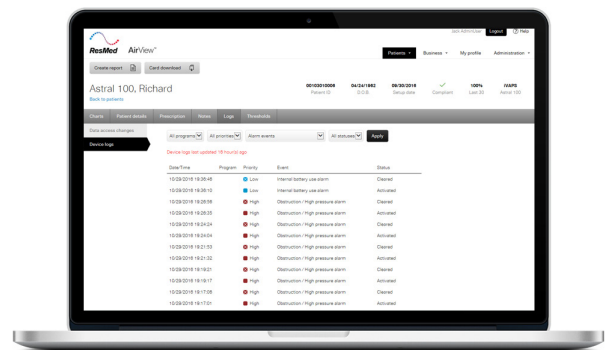 Jack Adminuser Logout ? Help
ResMed AirView™
Patients Business My profile Administration
Create report Card download
Astral 100, Richard
Back to patients
00103010008 04/24/1962 09/30/2016 100% iVAPS
Patient ID D.O.B. Setup date Compliant Last 30 Astral 100
Charts Patient details Prescription Notes Logs Thresholds
Data access changes
Device logs
All programs All priorities Alarm events All statuses Apply
Device logs last updated 15 hour(s) ago
Date/Time Program Priority Event Status
10/29/2016 19:36:46 Low Internal battery use alarm Cleared
10/29/2016 19:36:10 Low Internal battery use alarm Activated
10/29/2016 19:26:56 High Obstruction / High pressure alarm Cleared
10/29/2016 19:26:35 High Obstruction / High pressure alarm Activated
10/29/2016 19:24:24 High Obstruction / High pressure alarm Cleared
10/29/2016 19:24:04 High Obstruction / High pressure alarm Activated
10/29/2016 19:21:53 High Obstruction / High pressure alarm Cleared
10/29/2016 19:21:32 High Obstruction / High pressure alarm Activated
10/29/2016 19:19:21 High Obstruction / High pressure alarm Cleared
10/29/2016 19:19:17 High Obstruction / High pressure alarm Activated
10/29/2016 19:17:06 High Obstruction / High pressure alarm Cleared
10/29/2016 19:17:01 High Obstruction / High pressure alarm Activated